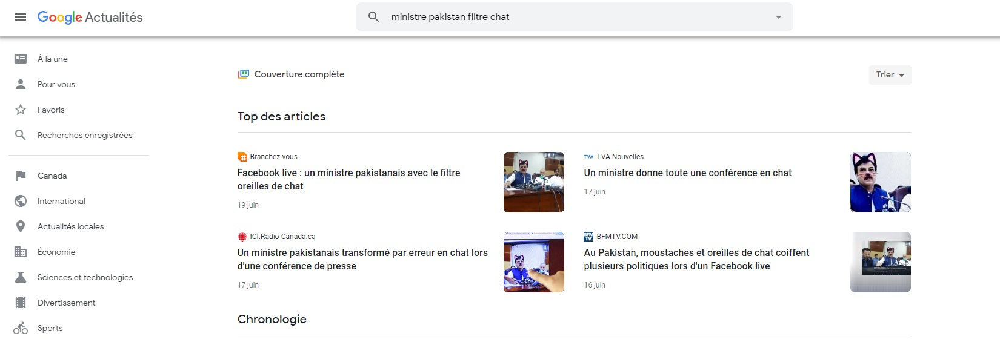 Google Actualités
ministre pakistan filtre chat
À la une
Pour vous
Favoris
Recherches enregistrées
Canada
International
Actualités locales
Économie
Sciences et technologies
Divertissement
Sports
Couverture complète
Trier
Top des articles
Branchez-vous
Facebook live : un ministre pakistanais avec le filtre
oreilles de chat
19 juin
TVA TVA Nouvelles
Un ministre donne toute une conférence en chat
17 juin
ICI.Radio-Canada.ca
Un ministre pakistanais transformé par erreur en chat lors
d'une conférence de presse
17 juin
BFM TV BFMTV.COM
Au Pakistan, moustaches et oreilles de chat coiffent
plusieurs politiques lors d'un Facebook live
16 juin
Chronologie